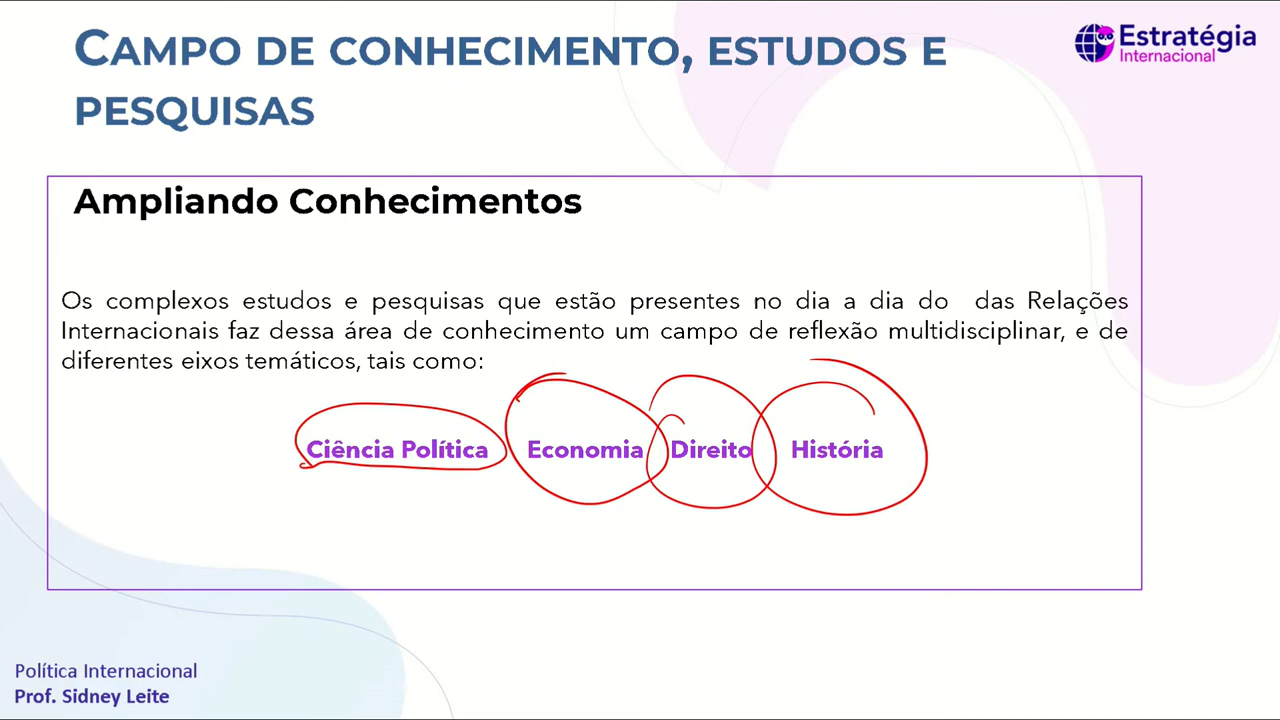 CAMPO DE CONHECIMENTO, ESTUDOS E
PESQUISAS
Estratégia
Internacional
Ampliando Conhecimentos
Os complexos estudos e pesquisas que estão presentes no dia a dia do das Relações
Internacionais faz dessa área de conhecimento um campo de reflexão multidisciplinar, e de
diferentes eixos temáticos, tais como:
Ciência Política Economia Direito História
Política Internacional
Prof. Sidney Leite